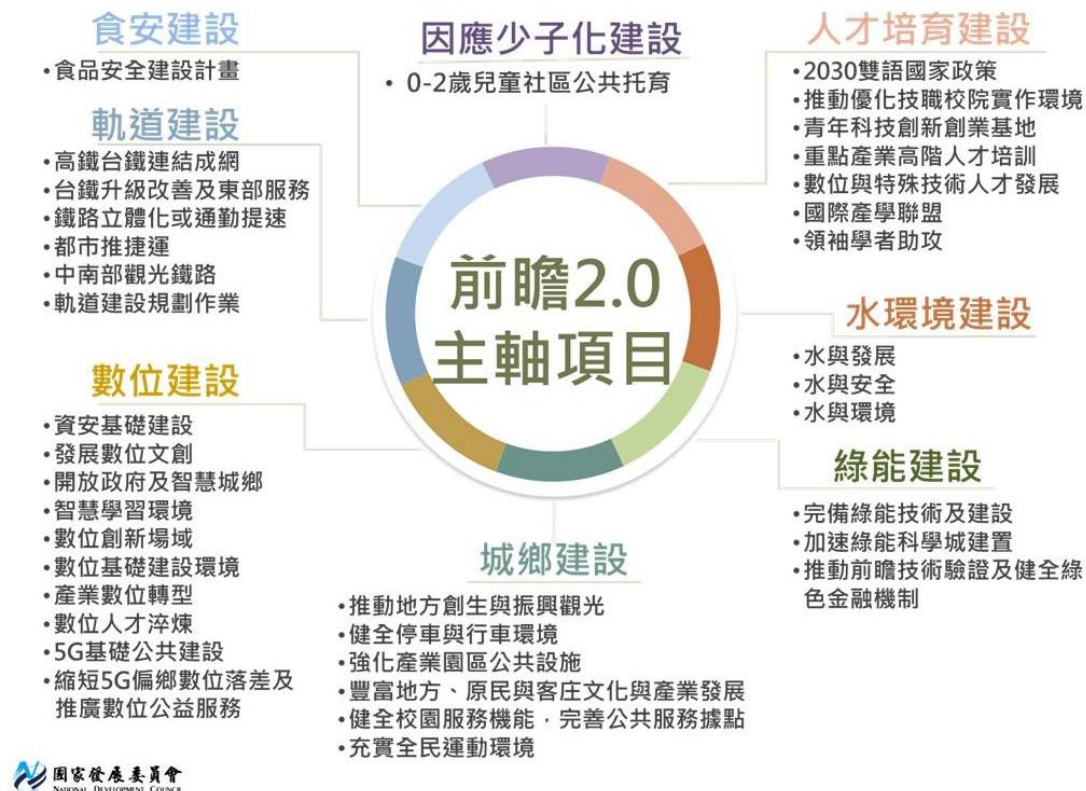 食安建設
•食品安全建設計畫
因應少子化建設
• 0-2歲兒童社區公共托育
人才培育建設
•2030雙語國家政策
•推動優化技職校院實作環境
•青年科技創新創業基地
•重點產業高階人才培訓
•數位與特殊技術人才發展
•國際產學聯盟
•領袖學者助攻
軌道建設
•高鐵台鐵連結成網
•台鐵升級改善及東部服務
•鐵路立體化或通勤提速
•都市推捷運
•中南部觀光鐵路
•軌道建設規劃作業
前瞻2.0
主軸項目
水環境建設
•水與發展
•水與安全
•水與環境
數位建設
•資安基礎建設
•發展數位文創
•開放政府及智慧城鄉
•智慧學習環境
•數位創新場域
•數位基礎建設環境
•產業數位轉型
•數位人才淬煉
•5G基礎公共建設
•縮短5G偏鄉數位落差及
推廣數位公益服務
綠能建設
•完備綠能技術及建設
•加速綠能科學城建置
•推動前瞻技術驗證及健全綠
色金融機制
城鄉建設
•推動地方創生與振興觀光
•健全停車與行車環境
•強化產業園區公共設施
•豐富地方、原民與客庄文化與產業發展
•健全校園服務機能，完善公共服務據點
•充實全民運動環境
國家發展委員會
NATIONAL DEVELOPMENT COUNCIL